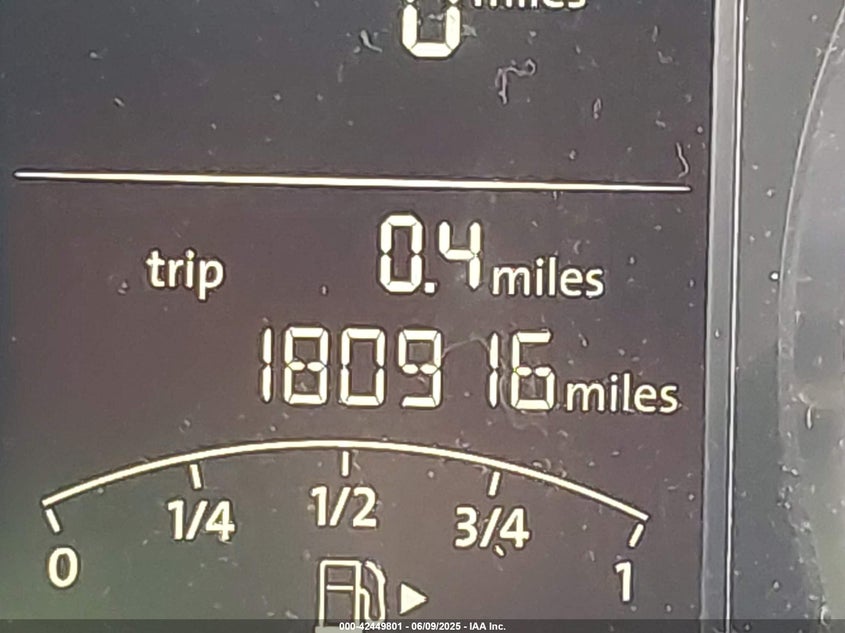 0 miles
trip 0.4 miles
180916 miles
0 1/4 1/2 3/4 1
000-42449801 - 06/09/2025 - IAA Inc.